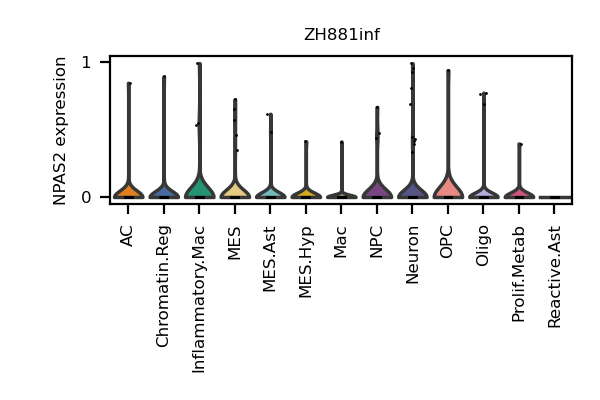 ZH881inf
NPAS2 expression
1
0
AC
Chromatin.Reg
Inflammatory.Mac
MES
MES.Ast
MES.Hyp
Mac
NPC
Neuron
OPC
Oligo
Prolif.Metab
Reactive.Ast